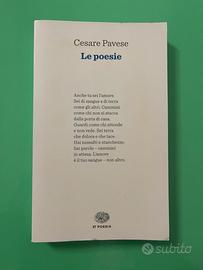 Cesare Pavese
Le poesie
Anche tu sei l'amore.
Sei di sangue e di terra
come gli altri. Cammini
come chi non si stacca
dalla porta di casa.
Guardi come chi attende
e non vede. Sei terra
che dolora e che tace.
Hai sussulti e stanchezze.
Hai parole – cammini
in attesa. L'amore
è il tuo sangue – non altro.
ET POESIA
subito